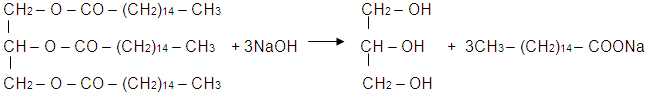 CH2 – O – CO – (CH2)14 – CH3 CH2 – OH
CH – O – CO – (CH2)14 – CH3 + 3NaOH CH – OH + 3CH3 – (CH2)14 – COONa
CH2 – O – CO – (CH2)14 – CH3 CH2 – OH